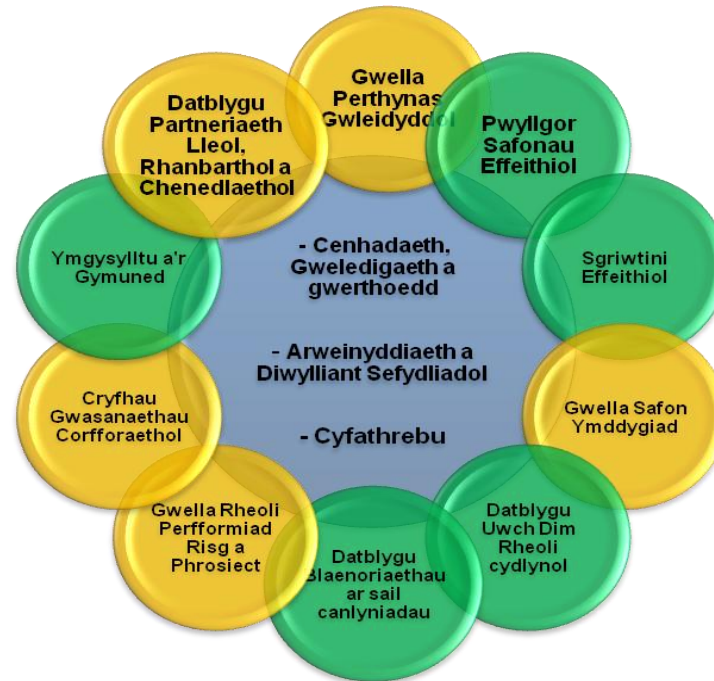 Gwella
Perthynas
Gwleidyddol
Pwyllgor
Safonau
Effeithiol
Sgriwtini
Effeithiol
Gwella Safon
Ymddygiad
Datblygu
Uwch Dim
Rheoli
cydlynol
Datblygu
Blaenoriaethau
ar sail
canlyniadau
Gwella Rheoli
Perfformiad
Risg a
Phrosiect
Cryfhau
Gwasanaethau
Corfforaethol
Ymgysylltu a'r
Gymuned
Datblygu
Partneriaeth
Lleol,
Rhanbarthol a
Chenedlaethol
- Cenhadaeth,
Gweledigaeth a
gwerthoedd
- Arweinyddiaeth a
Diwylliant Sefydliadol
- Cyfathrebu